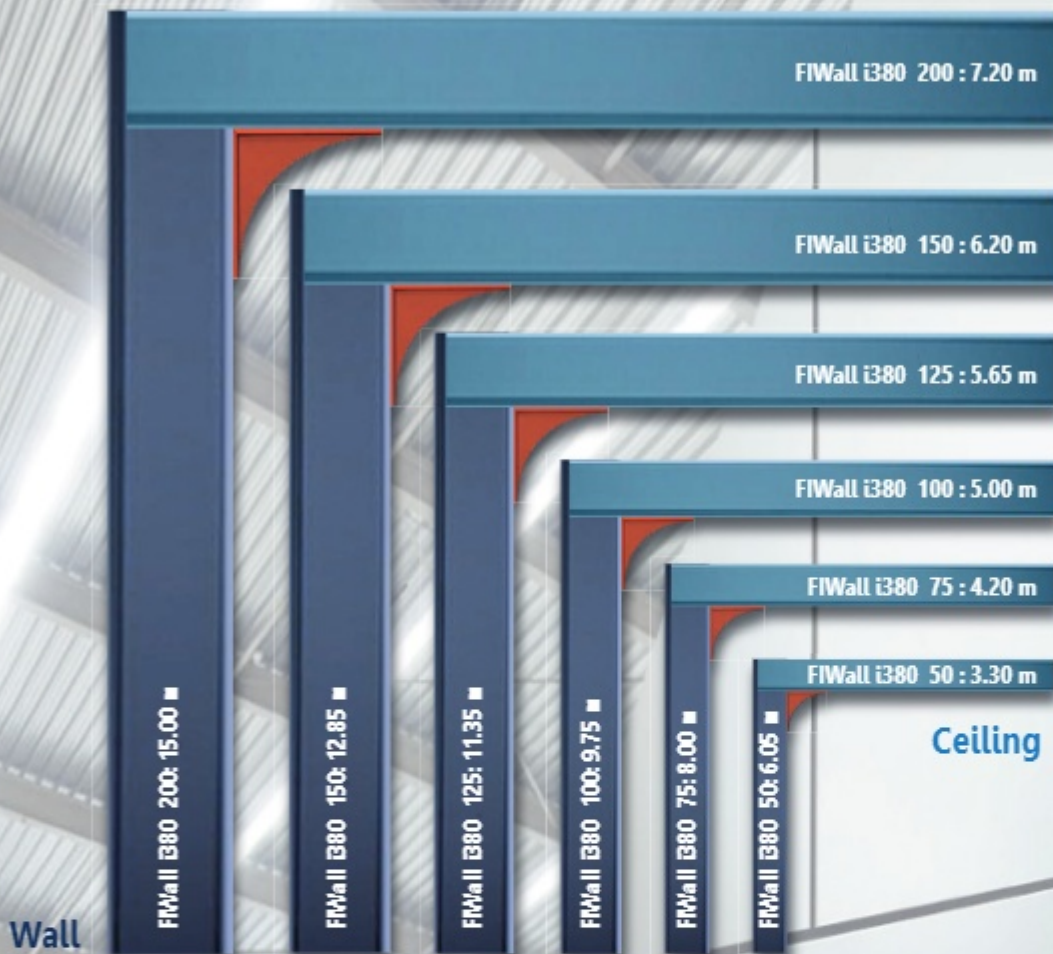 FIWall i380 200 : 7.20 m
FIWall i380 150 : 6.20 m
FIWall i380 125 : 5.65 m
FIWall i380 100 : 5.00 m
FIWall i380 75 : 4.20 m
FIWall i380 50 : 3.30 m
Ceiling
FIWall i380 200: 15.00 ■
FIWall i380 150: 12.85 ■
FIWall i380 125: 11.35 ■
FIWall i380 100: 9.75 ■
FIWall i380 75: 8.00 ■
FIWall i380 50: 6.05 ■
Wall